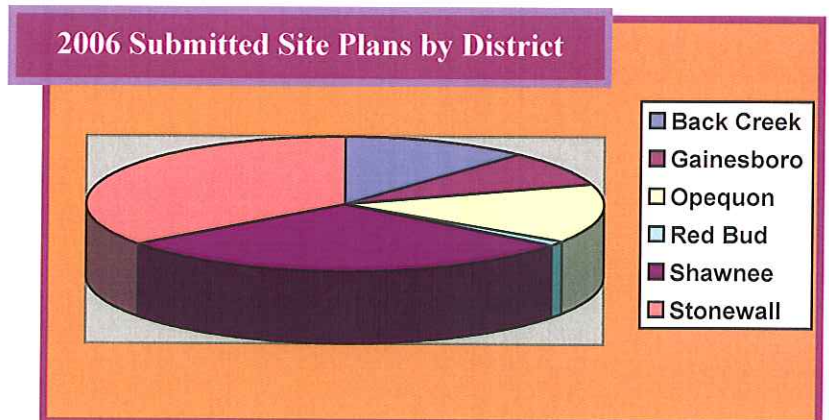 2006 Submitted Site Plans by District
Back Creek
Gainesboro
Opequon
Red Bud
Shawnee
Stonewall